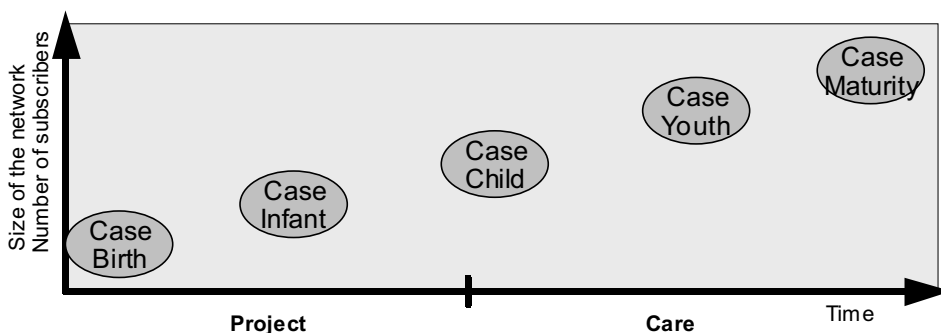 Size of the network
Number of subscribers
Case
Birth
Case
Infant
Case
Child
Case
Youth
Case
Maturity
Project
Care
Time